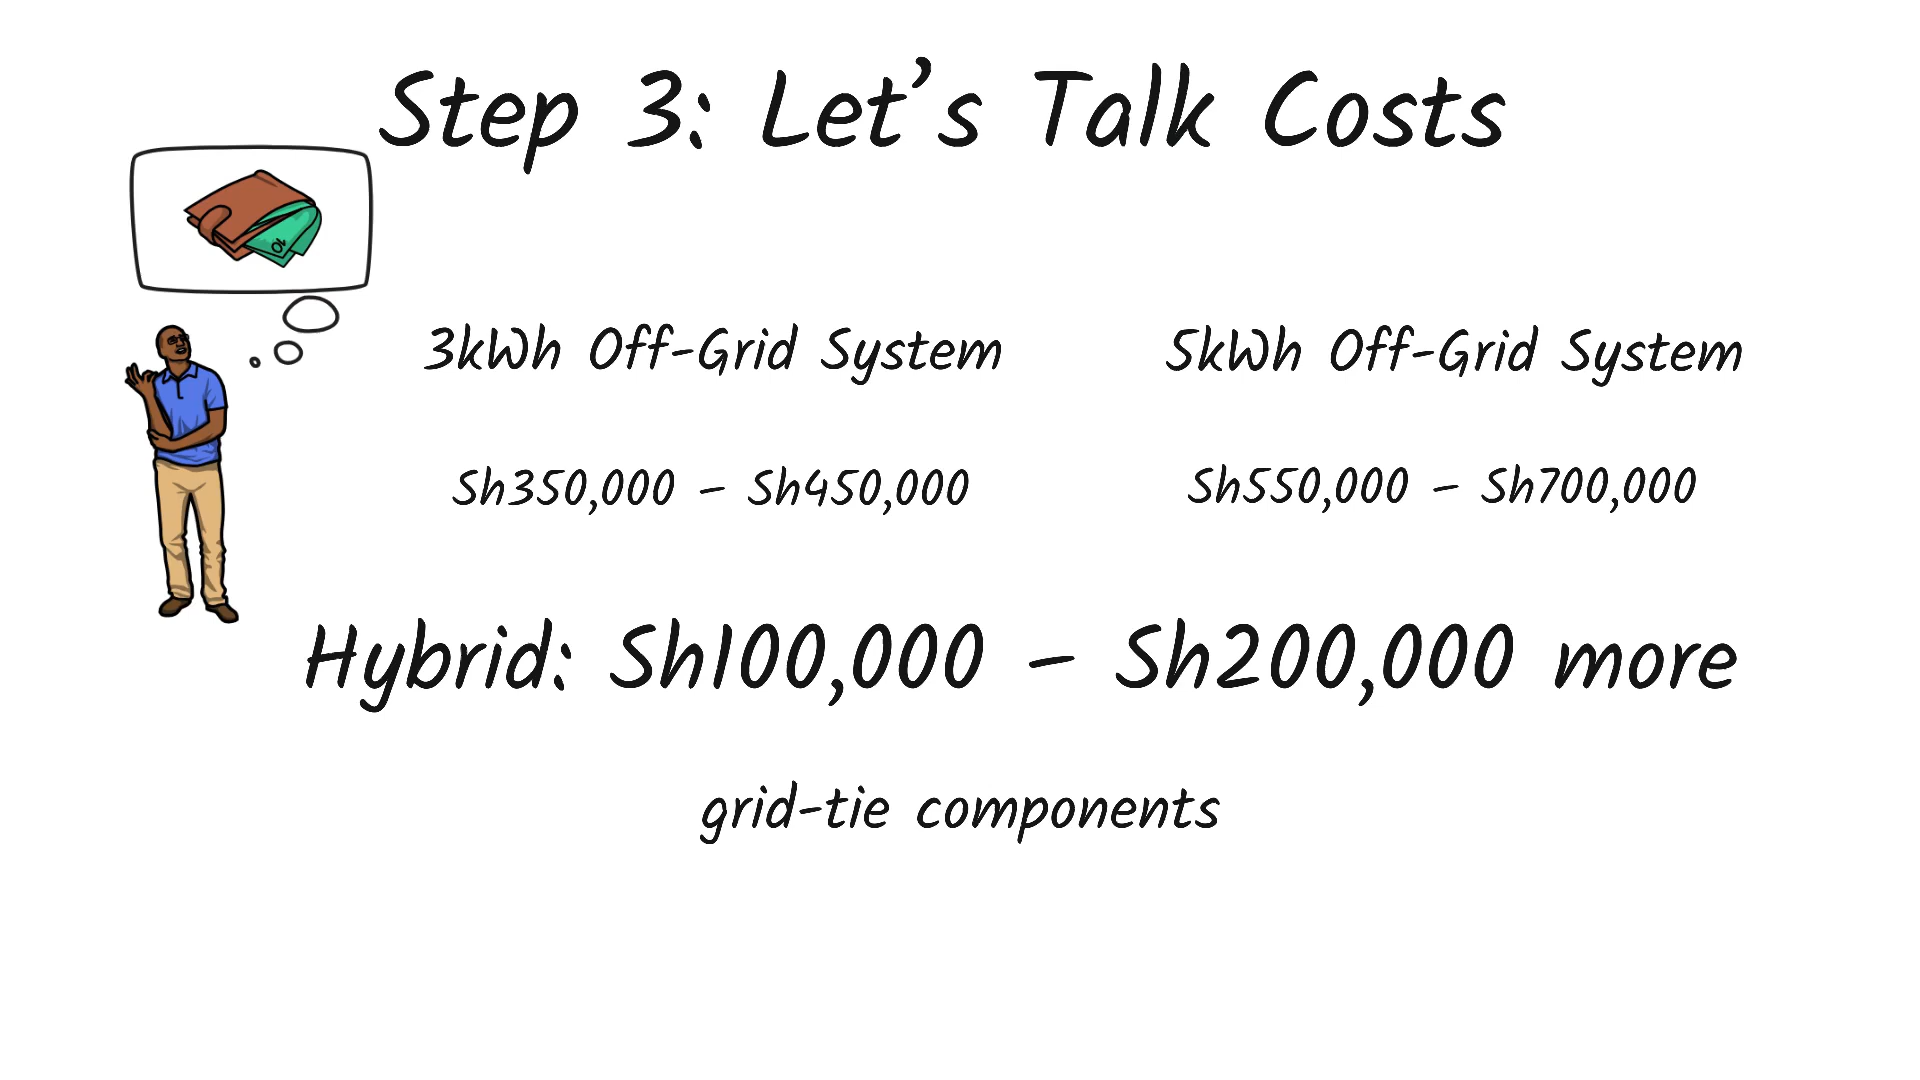 Step 3: Let's Talk Costs
3kWh Off-Grid System
5kWh Off-Grid System
Sh350,000 – Sh450,000
Sh550,000 – Sh700,000
Hybrid: Sh100,000 – Sh200,000 more
grid-tie components
10